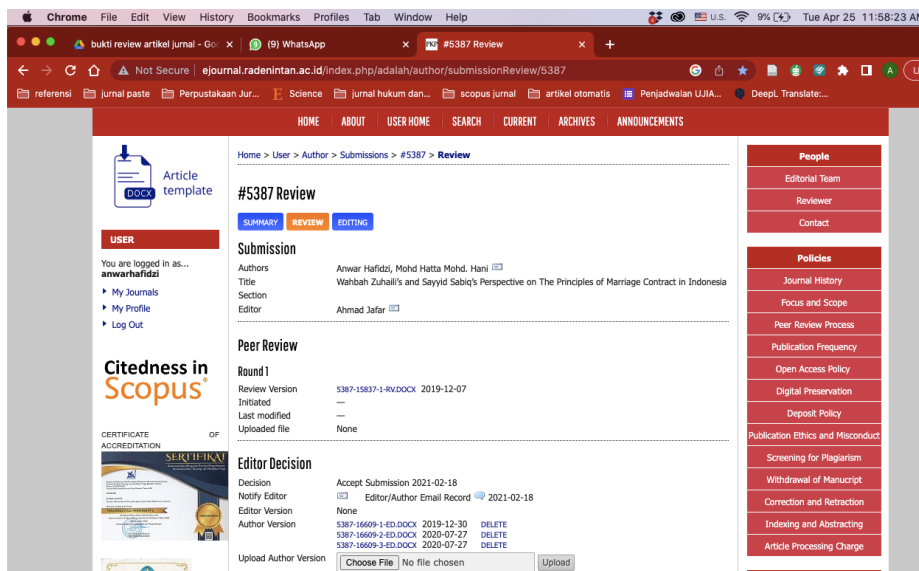 Chrome File Edit View History Bookmarks Profiles Tab Window Help U.S. 9% Tue Apr 25 11:58:23 AM
bukti review artikel jurnal - Goo (9) WhatsApp #5387 Review
Not Secure ejournal.radenintan.ac.id/index.php/adalah/author/submissionReview/5387
referensi jurnal paste Perpustakaan Jur... Science jurnal hukum dan... scopus jurnal artikel otomatis Penjadwalan UJIA... DeepL Translate:...
HOME ABOUT USER HOME SEARCH CURRENT ARCHIVES ANNOUNCEMENTS
DOCX
Article
template
USER
You are logged in as...
anwarhafidzi
My Journals
My Profile
Log Out
Citedness in
Scopus
CERTIFICATE OF
ACCREDITATION
SERTIFIKAT
Home > User > Author > Submissions > #5387 > Review
#5387 Review
SUMMARY REVIEW EDITING
Submission
Authors Anwar Hafidzi, Mohd Hatta Mohd. Hani
Title Wahbah Zuhaili's and Sayyid Sabiq's Perspective on The Principles of Marriage Contract in Indonesia
Section
Editor Ahmad Jafar
Peer Review
Round 1
Review Version 5387-15837-1-RV.DOCX 2019-12-07
Initiated —
Last modified —
Uploaded file None
Editor Decision
Decision Accept Submission 2021-02-18
Notify Editor Editor/Author Email Record 2021-02-18
Editor Version None
Author Version 5387-16609-1-ED.DOCX 2019-12-30 DELETE
5387-16609-2-ED.DOCX 2020-07-27 DELETE
5387-16609-3-ED.DOCX 2020-07-27 DELETE
Upload Author Version Choose File No file chosen Upload
People
Editorial Team
Reviewer
Contact
Policies
Journal History
Focus and Scope
Peer Review Process
Publication Frequency
Open Access Policy
Digital Preservation
Deposit Policy
Publication Ethics and Misconduct
Screening for Plagiarism
Withdrawal of Manucript
Correction and Retraction
Indexing and Abstracting
Article Processing Charge